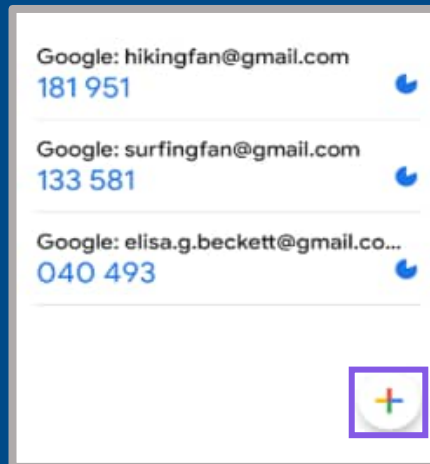 Google: hikingfan@gmail.com
181 951
Google: surfingfan@gmail.com
133 581
Google: elisa.g.beckett@gmail.co...
040 493